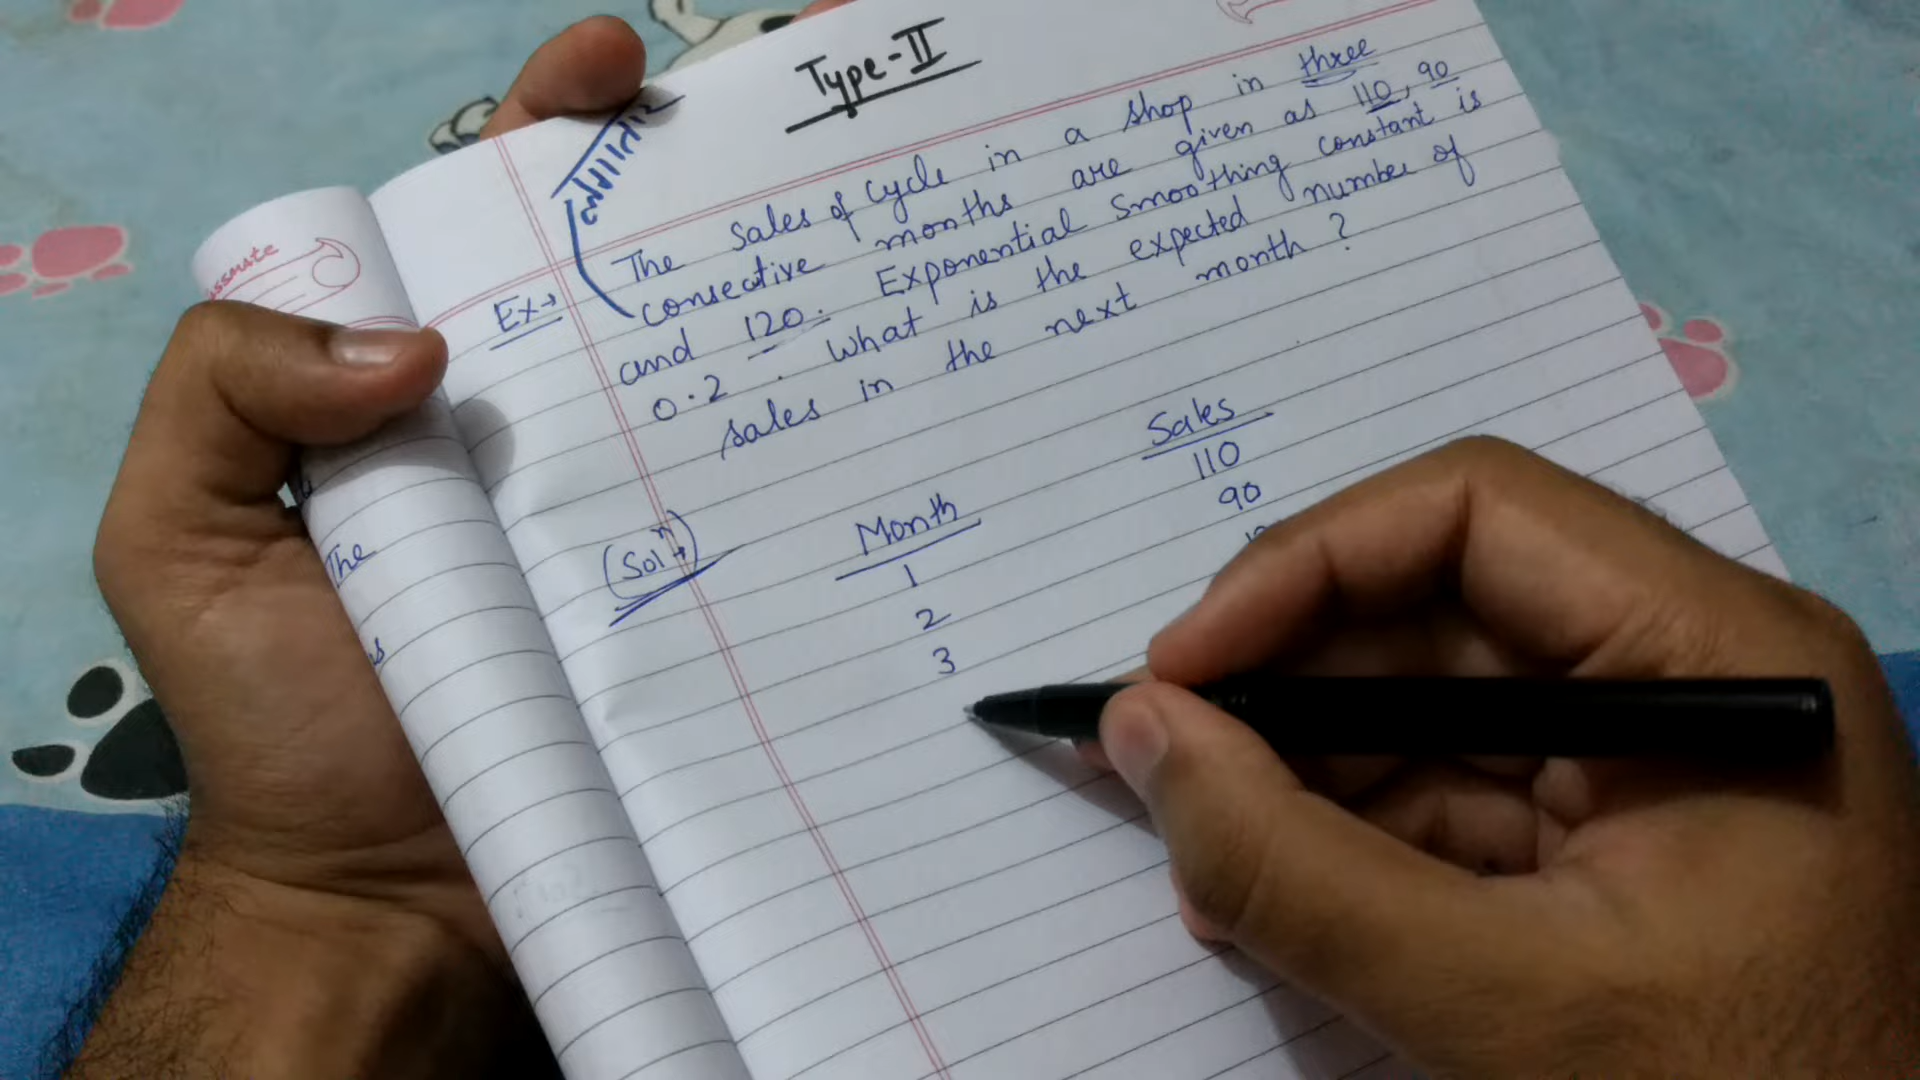 Type-II
The sales of cycle in a shop in three
Ex→ consecutive months are given as 110, 90
and 120. Exponential smoothing constant is
0.2. What is the expected number of
sales in the next month ?
(Solⁿ→)
Month Sales
1 110
2 90
3
The